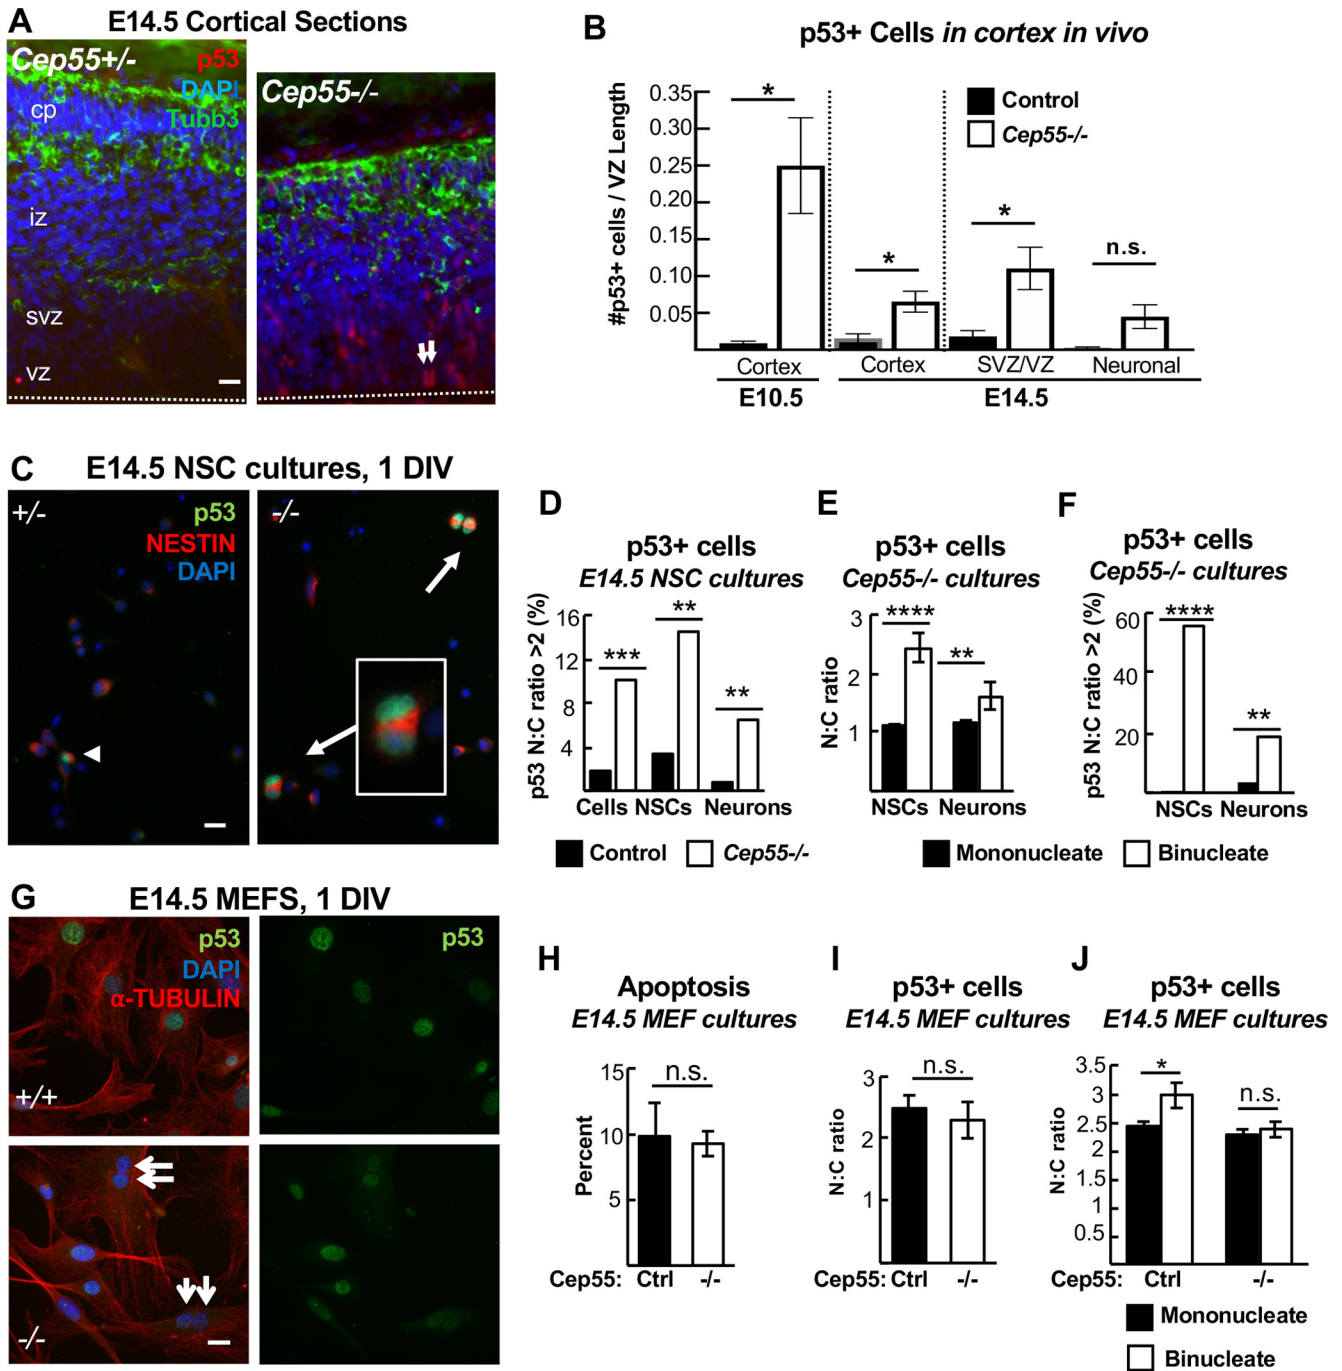 A E14.5 Cortical Sections
Cep55+/- p53
DAPI
Tubb3
cp
iz
svz
vz
Cep55-/-
B p53+ Cells in cortex in vivo
#p53+ cells / VZ Length
0.35
0.30
0.25
0.20
0.15
0.10
0.05
* * * n.s.
Control
Cep55-/-
Cortex Cortex SVZ/VZ Neuronal
E10.5 E14.5
C E14.5 NSC cultures, 1 DIV
+/- p53
NESTIN
DAPI
-/-
D
p53+ cells
E14.5 NSC cultures
p53 N:C ratio >2 (%)
16
12
8
4
*** ** **
Cells NSCs Neurons
Control Cep55-/-
E
p53+ cells
Cep55-/- cultures
N:C ratio
3
2
1
**** **
NSCs Neurons
F
p53+ cells
Cep55-/- cultures
p53 N:C ratio >2 (%)
60
40
20
**** **
NSCs Neurons
Mononucleate Binucleate
G E14.5 MEFS, 1 DIV
p53
DAPI
α-TUBULIN
+/+
p53
-/-
H
Apoptosis
E14.5 MEF cultures
Percent
15
10
5
n.s.
Cep55: Ctrl -/-
I
p53+ cells
E14.5 MEF cultures
N:C ratio
3
2
1
n.s.
Cep55: Ctrl -/-
J
p53+ cells
E14.5 MEF cultures
N:C ratio
3.5
3
2.5
2
1.5
1
0.5
* n.s.
Cep55: Ctrl -/-
Mononucleate
Binucleate